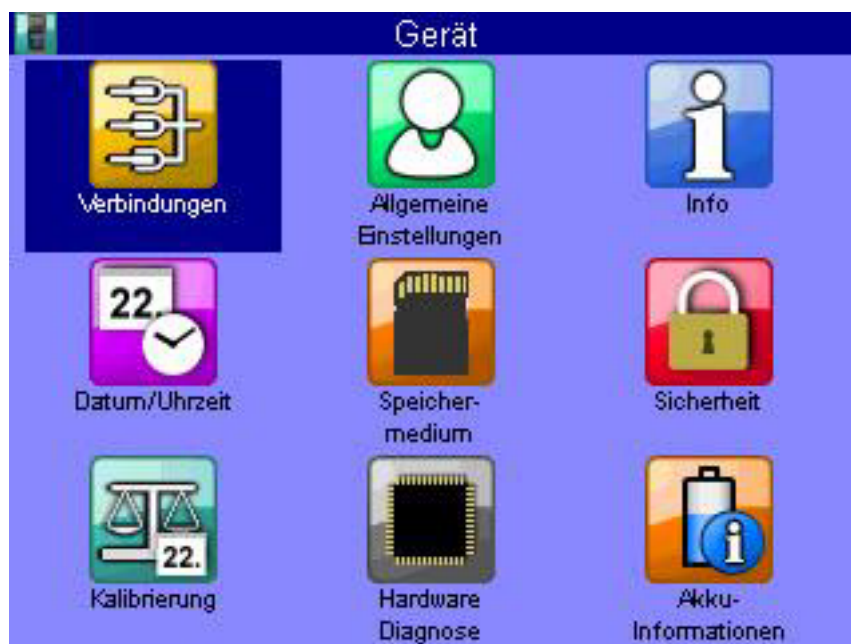 Gerät
Verbindungen
Allgemeine
Einstellungen
Info
22.
Datum/Uhrzeit
Speicher-
medium
Sicherheit
22.
Kalibrierung
Hardware
Diagnose
Akku-
Informationen